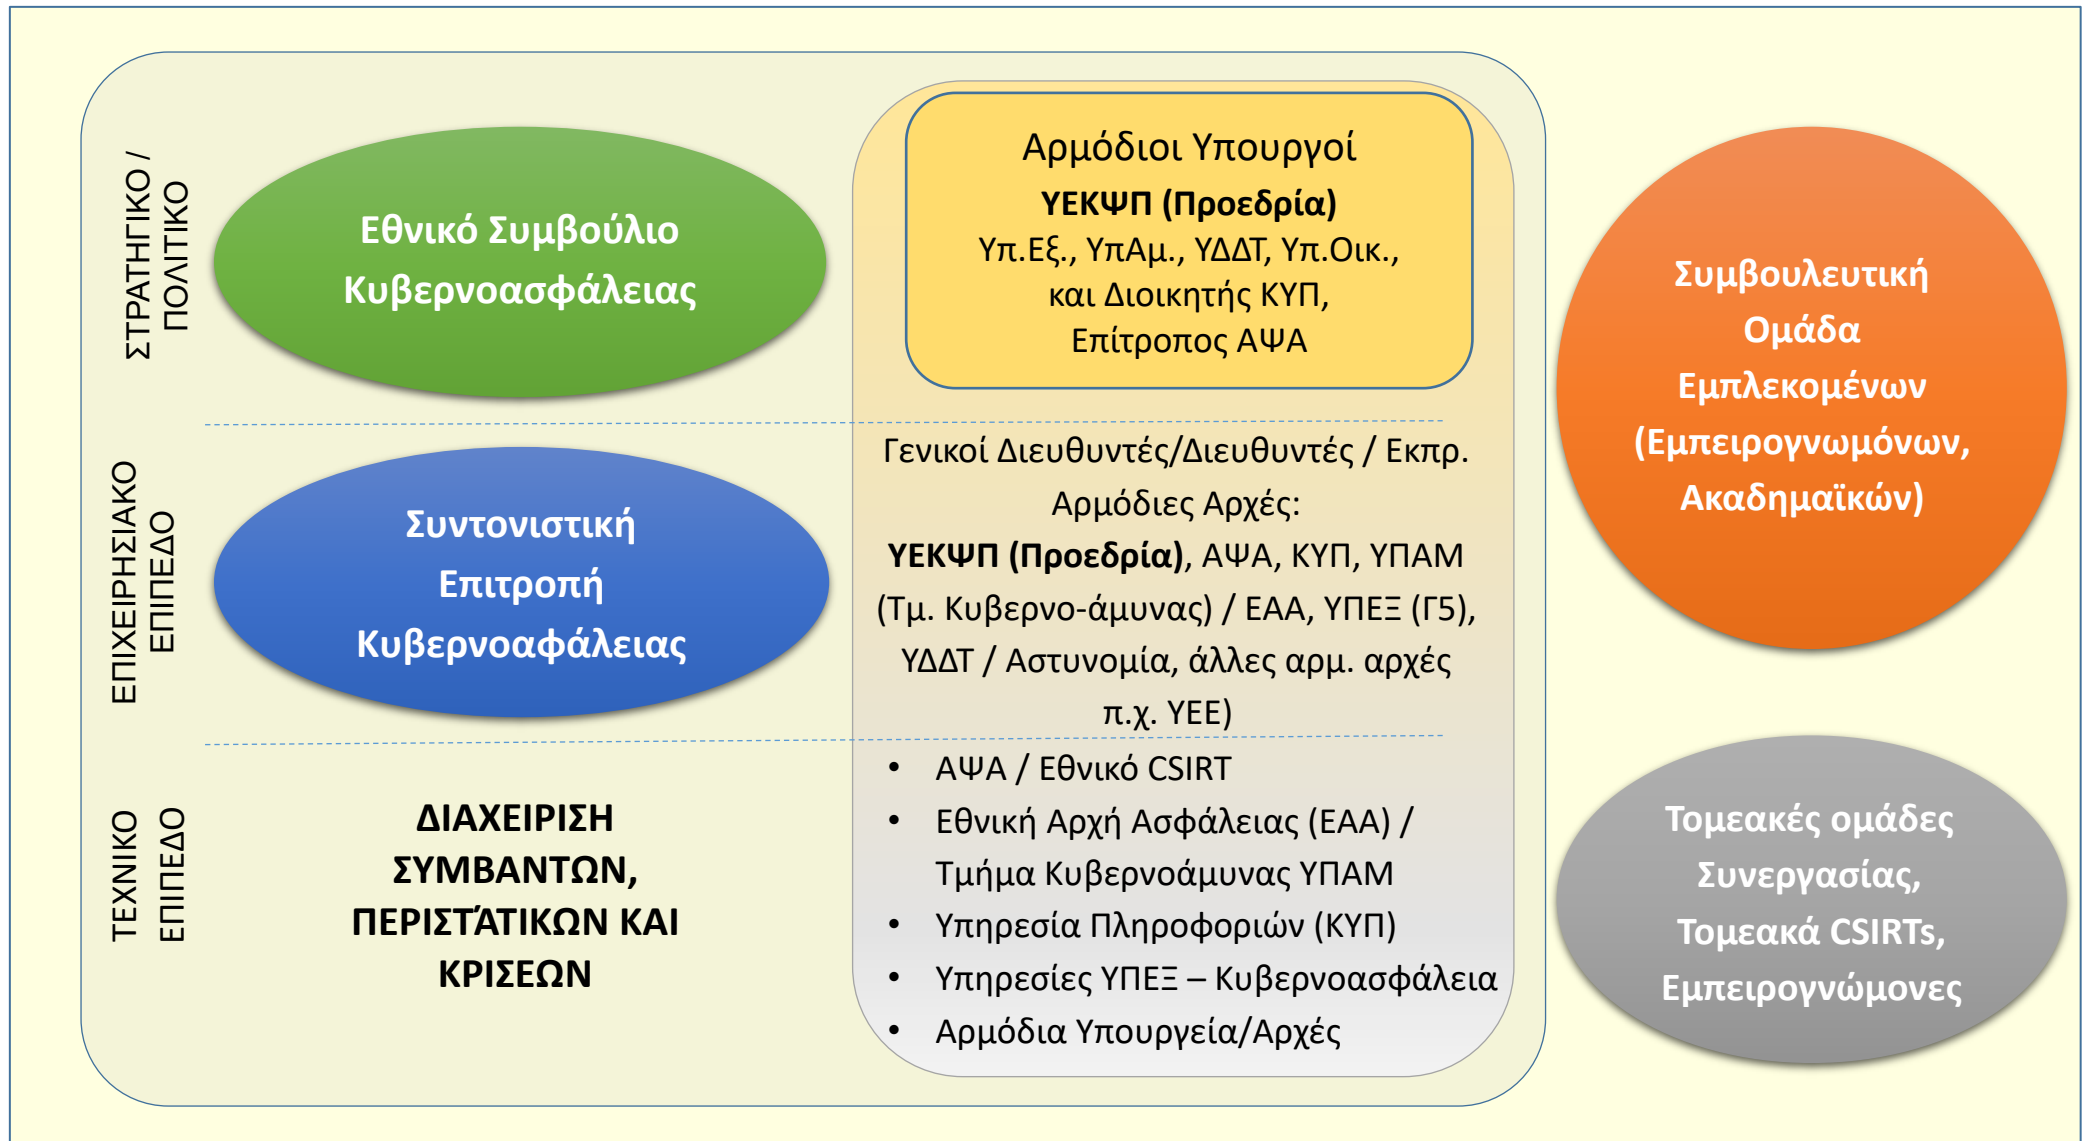 ΣΤΡΑΤΗΓΙΚΟ /
ΠΟΛΙΤΙΚΟ
Εθνικό Συμβούλιο
Κυβερνοασφάλειας
Αρμόδιοι Υπουργοί
ΥΕΚΨΠ (Προεδρία)
Υπ.Εξ., ΥπΑμ., ΥΔΔΤ, Υπ.Οικ.,
και Διοικητής ΚΥΠ,
Επίτροπος ΑΨΑ
ΕΠΙΧΕΙΡΗΣΙΑΚΟ
ΕΠΙΠΕΔΟ
Συντονιστική
Επιτροπή
Κυβερνοαφάλειας
Γενικοί Διευθυντές/Διευθυντές / Εκπρ.
Αρμόδιες Αρχές:
ΥΕΚΨΠ (Προεδρία), ΑΨΑ, ΚΥΠ, ΥΠΑΜ
(Τμ. Κυβερνο-άμυνας) / ΕΑΑ, ΥΠΕΞ (Γ5),
ΥΔΔΤ / Αστυνομία, άλλες αρμ. αρχές
π.χ. ΥΕΕ)
ΤΕΧΝΙΚΟ
ΕΠΙΠΕΔΟ
ΔΙΑΧΕΙΡΙΣΗ
ΣΥΜΒΑΝΤΩΝ,
ΠΕΡΙΣΤΆΤΙΚΩΝ ΚΑΙ
ΚΡΙΣΕΩΝ
• ΑΨΑ / Εθνικό CSIRT
• Εθνική Αρχή Ασφάλειας (ΕΑΑ) /
Τμήμα Κυβερνοάμυνας ΥΠΑΜ
• Υπηρεσία Πληροφοριών (ΚΥΠ)
• Υπηρεσίες ΥΠΕΞ – Κυβερνοασφάλεια
• Αρμόδια Υπουργεία/Αρχές
Συμβουλευτική
Ομάδα
Εμπλεκομένων
(Εμπειρογνωμόνων,
Ακαδημαϊκών)
Τομεακές ομάδες
Συνεργασίας,
Τομεακά CSIRTs,
Εμπειρογνώμονες